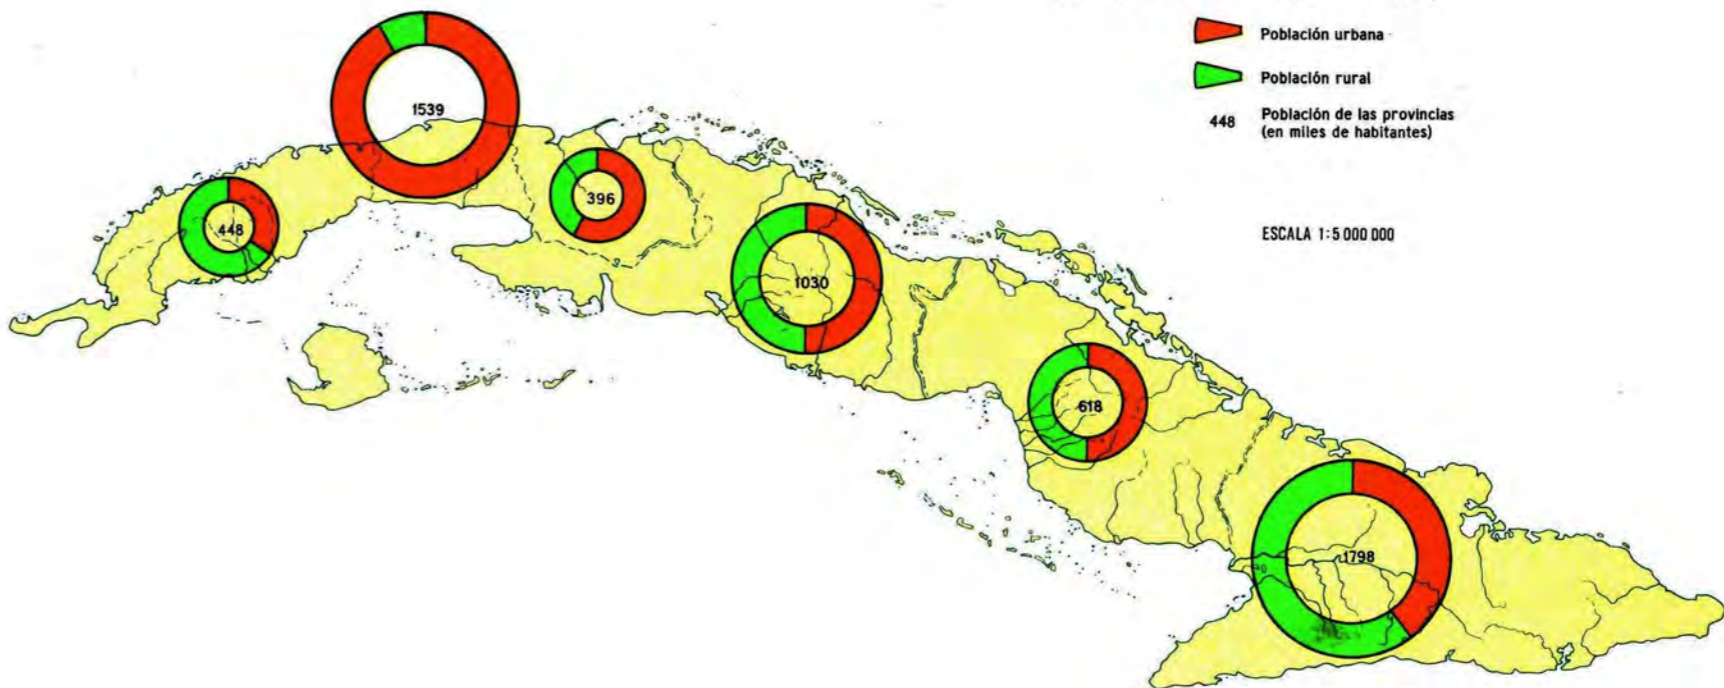 Población urbana
Población rural
448 Población de las provincias
(en miles de habitantes)
ESCALA 1:5 000 000
1539
448
396
1030
618
1798